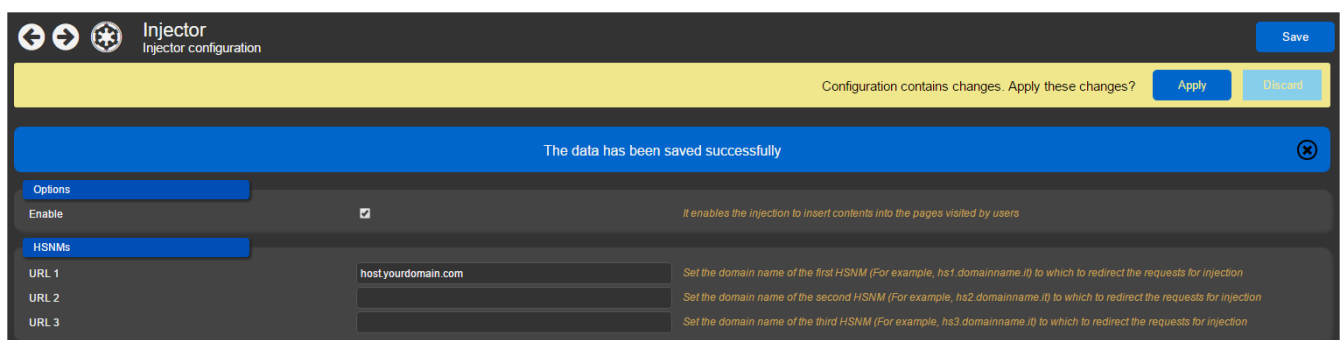 Injector
Injector configuration
Save
Configuration contains changes. Apply these changes?
Apply
Discard
The data has been saved successfully
Options
Enable
It enables the injection to insert contents into the pages visited by users
HSNMs
URL 1
host.yourdomain.com
Set the domain name of the first HSNM (For example, hs1.domainname.it) to which to redirect the requests for injection
URL 2
Set the domain name of the second HSNM (For example, hs2.domainname.it) to which to redirect the requests for injection
URL 3
Set the domain name of the third HSNM (For example, hs3.domainname.it) to which to redirect the requests for injection